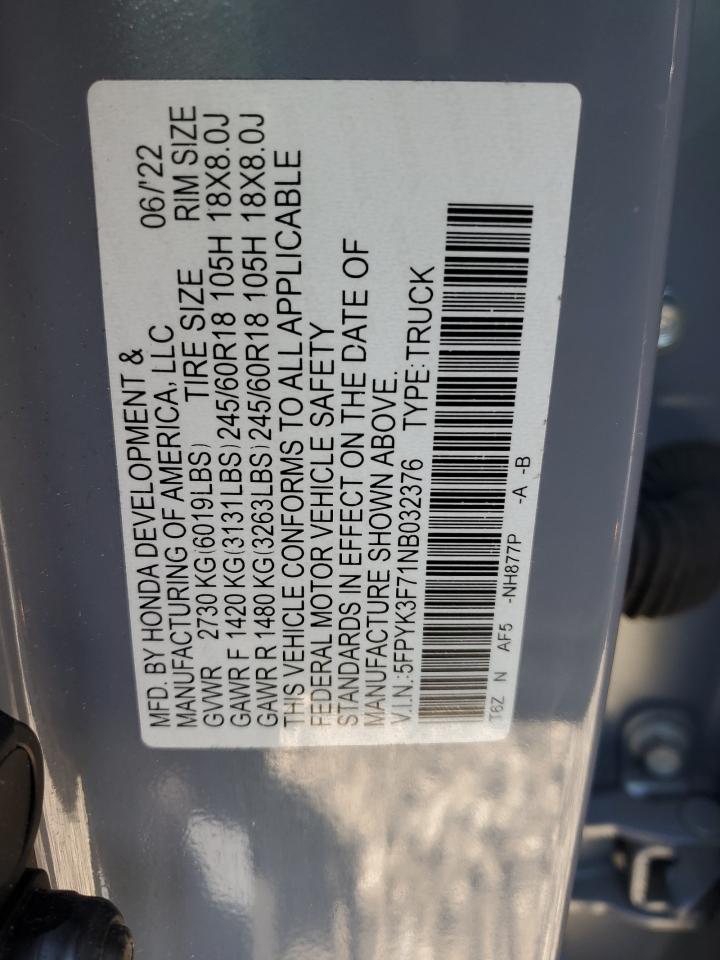 MFD. BY HONDA DEVELOPMENT &
MANUFACTURING OF AMERICA, LLC 06/'22
GVWR 2730 KG(6019LBS) TIRE SIZE RIM SIZE
GAWR F 1420 KG(3131LBS) 245/60R18 105H 18X8.0J
GAWR R 1480 KG(3263LBS) 245/60R18 105H 18X8.0J
THIS VEHICLE CONFORMS TO ALL APPLICABLE
FEDERAL MOTOR VEHICLE SAFETY
STANDARDS IN EFFECT ON THE DATE OF
MANUFACTURE SHOWN ABOVE.
V.I.N.:5FPYK3F71NB032376 TYPE:TRUCK
T6Z N AF5 -NH877P -A -B